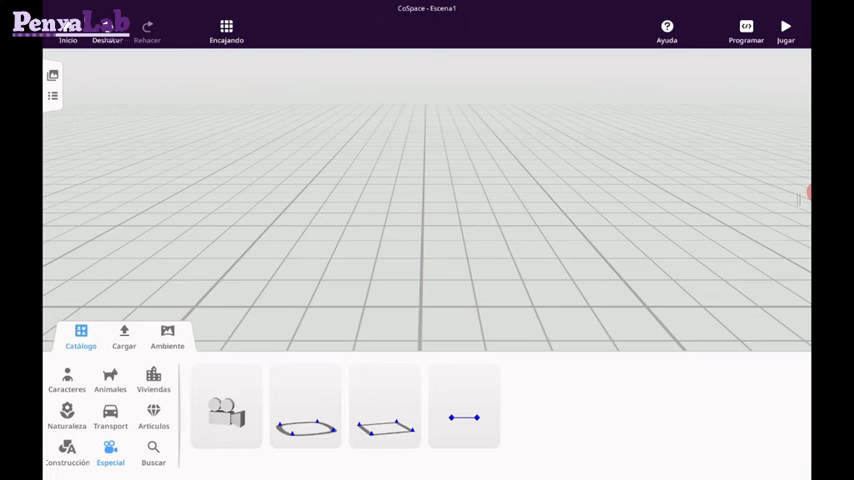 CoSpace - Escena1
PenyaLab
Inicio
Deshacer
Rehacer
Encajando
Ayuda
Programar
Jugar
Catálogo
Cargar
Ambiente
Caracteres
Animales
Viviendas
Naturaleza
Transport
Artículos
Construcción
Especial
Buscar